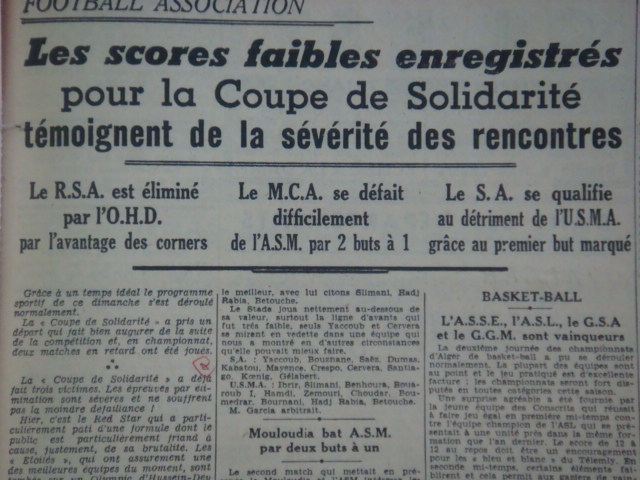 FOOTBALL ASSOCIATION
Les scores faibles enregistrés
pour la Coupe de Solidarité
témoignent de la sévérité des rencontres
Le R.S.A. est éliminé
par l'O.H.D.
par l'avantage des corners
Le M.C.A. se défait
difficilement
de l'A.S.M. par 2 buts à 1
Le S.A. se qualifie
au détriment de l'U.S.M.A.
grâce au premier but marqué
Grâce à un temps idéal le programme
sportif de ce dimanche s'est déroulé
normalement.
La « Coupe de Solidarité » a pris un
départ qui fait bien augurer de la suite
de la compétition et, en championnat,
deux matches en retard ont été joués.
La « Coupe de Solidarité » a déjà
fait trois victimes. Les épreuves par éli-
mination sont sévères et ne souffrent
pas la moindre défaillance !
Hier, c'est le Red Star qui a parti-
culièrement pâti d'une formule dont le
public est particulièrement friand à
cause, justement, de sa brutalité. Les
« Etoilés », qui ont assurément une
des meilleures équipes du moment, sont
le meilleur, avec lui citons Slimani, Hadj
Rabia, Betouche.
Le Stade joua nettement au-dessous de
sa valeur, surtout la ligne d'avants qui
fut très faible, seuls Yaccoub et Cervera
se mirent en vedette dans une équipe qui
nous a montré en d'autres circonstances
qu'elle pouvait mieux faire.
S.A. : Yaccoub, Bouzmane, Saës, Dumas,
Kahatou, Mayence, Crespo, Cervera, Santia-
go, Kœnig, Gélabert.
U.S.M.A. : Ibrir, Slimani, Benhoura, Boua-
roub I, Hamdi, Zemouri, Choudar, Bou-
medrar, Bournani, Hadj Rabia, Betouche.
M. Garcia arbitrait.
Mouloudia bat A.S.M.
par deux buts à un
Le second match qui mettait en pré-
BASKET-BALL
L'A.S.S.E., l'A.S.L., le G.S.A
et le G.G.M. sont vainqueurs
La deuxième journée des championnats
d'Alger de basket-ball a pu se dérouler
normalement. La plupart des équipes sont
au point et le jeu pratiqué est d'excellente
facture ; les championnats seront fort dis-
putés en toutes catégories cette saison.
Une surprise agréable a été fournie par
la jeune équipe des Conscrits qui réussit
à faire jeu égal en première mi-temps con-
tre l'équipe champion de l'ASL qui se pré-
sentait à une unité près dans la même for-
mation que l'an dernier. Le score de 18 à
12 au repos doit être un encouragement
pour les « bleu et blanc » du Télemly. En
seconde mi-temps, certains éléments fai-